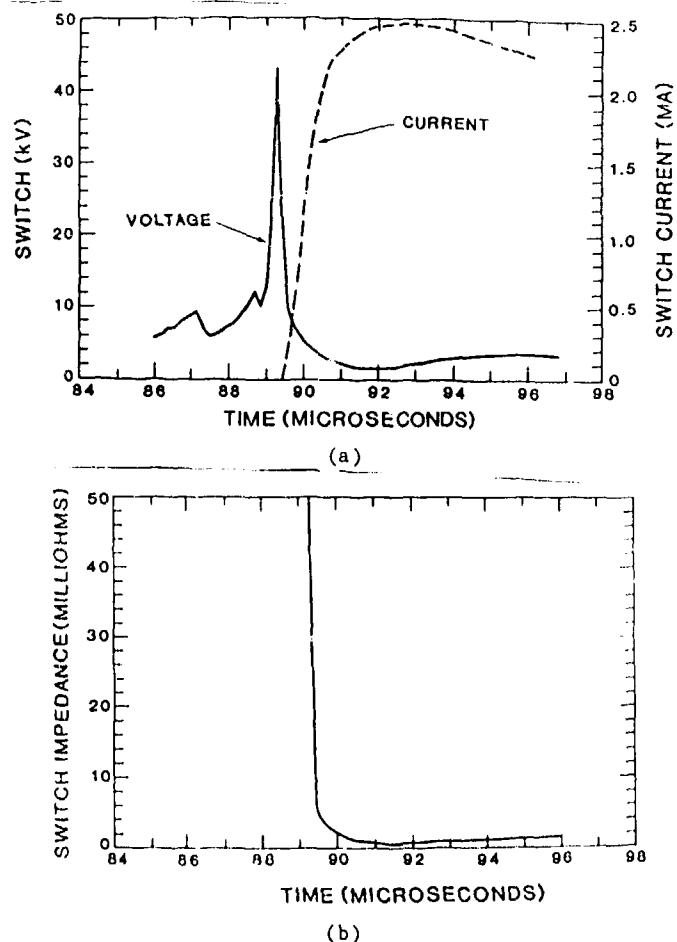 50
40
30
20
10
0
SWITCH (kV)
2.5
2.0
1.5
1.0
0.5
0
SWITCH CURRENT (MA)
CURRENT
VOLTAGE
84 86 88 90 92 94 96 98
TIME (MICROSECONDS)
(a)
50
40
30
20
10
0
SWITCH IMPEDANCE (MILLIOHMS)
84 86 88 90 92 94 96 98
TIME (MICROSECONDS)
(b)